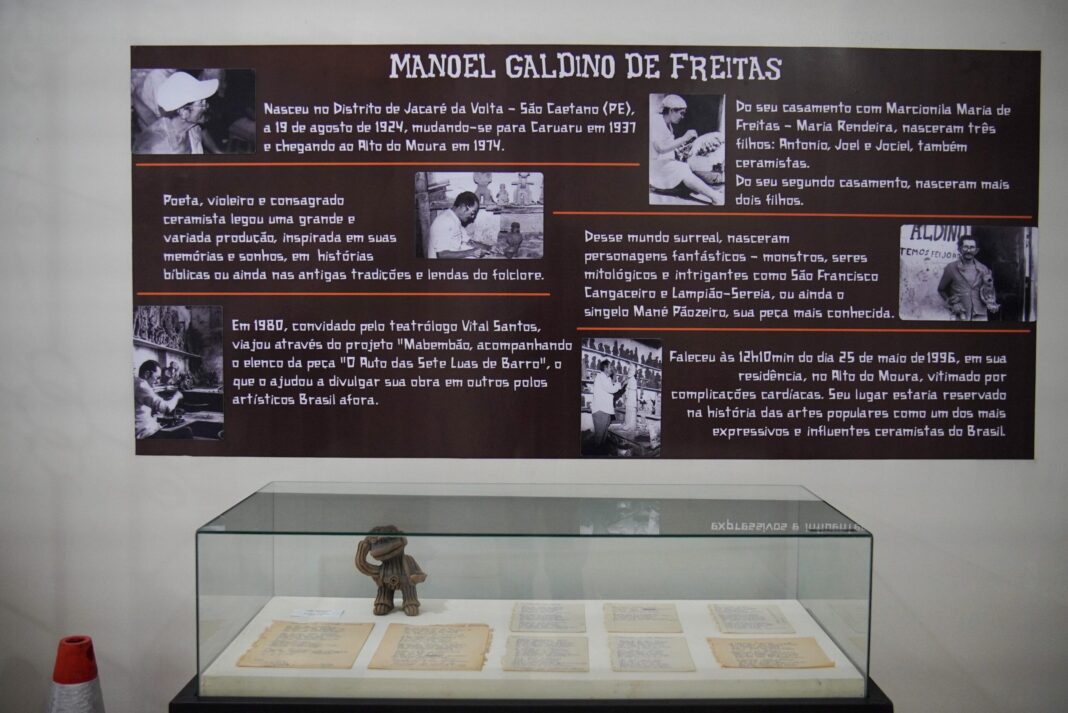 MANOEL GALDINO DE FREITAS
Nasceu no Distrito de Jacaré da Volta - São Caetano (PE),
a 19 de agosto de 1924, mudando-se para Caruaru em 1937
e chegando ao Alto do Moura em 1974.
Poeta, violeiro e consagrado
ceramista legou uma grande e
variada produção, inspirada em suas
memórias e sonhos, em histórias
bíblicas ou ainda nas antigas tradições e lendas do folclore.
Em 1980, convidado pelo teatrólogo Vital Santos,
viajou através do projeto "Mabembão, acompanhando
o elenco da peça "O Auto das Sete Luas de Barro", o
que o ajudou a divulgar sua obra em outros polos
artísticos Brasil afora.
Do seu casamento com Marcionila Maria de
Freitas - Maria Rendeira, nasceram três
filhos: Antonio, Joel e Jociel, também
ceramistas.
Do seu segundo casamento, nasceram mais
dois filhos.
Desse mundo surreal, nasceram
personagens fantásticos - monstros, seres
mitológicos e intrigantes como São Francisco
Cangaceiro e Lampião-Sereia, ou ainda o
singelo Mané Pãozeiro, sua peça mais conhecida.
ALDINO
TEMOS FEIJO
Faleceu às 12h10min do dia 25 de maio de 1996, em sua
residência, no Alto do Moura, vitimado por
complicações cardíacas. Seu lugar estaria reservado
na história das artes populares como um dos mais
expressivos e influentes ceramistas do Brasil.